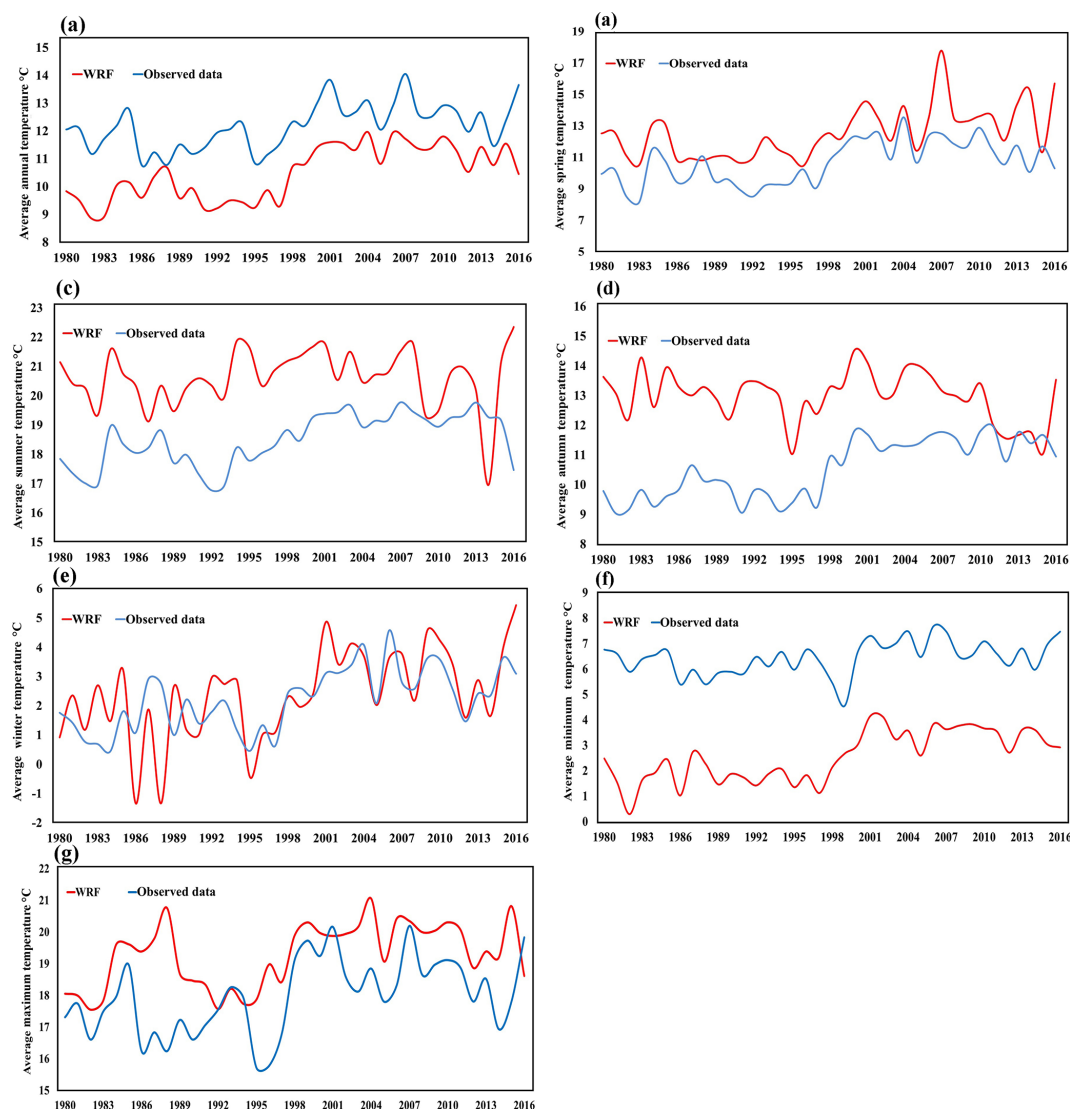 (a)
Average annual temperature °C
15
14
13
12
11
10
9
8
WRF Observed data
1980 1983 1986 1989 1992 1995 1998 2001 2004 2007 2010 2013 2016
(a)
Average spring temperature °C
19
17
15
13
11
9
7
5
WRF Observed data
1980 1983 1986 1989 1992 1995 1998 2001 2004 2007 2010 2013 2016
(c)
Average summer temperature °C
23
22
21
20
19
18
17
16
15
WRF Observed data
1980 1983 1986 1989 1992 1995 1998 2001 2004 2007 2010 2013 2016
(d)
Average autumn temperature °C
16
15
14
13
12
11
10
9
8
WRF Observed data
1980 1983 1986 1989 1992 1995 1998 2001 2004 2007 2010 2013 2016
(e)
Average winter temperature °C
6
5
4
3
2
1
0
-1
-2
WRF Observed data
1980 1983 1986 1989 1992 1995 1998 2001 2004 2007 2010 2013 2016
(f)
Average minimum temperature °C
9
8
7
6
5
4
3
2
1
0
WRF Observed data
1980 1983 1986 1989 1992 1995 1998 2001 2004 2007 2010 2013 2016
(g)
Average maximum temperature °C
22
21
20
19
18
17
16
15
WRF Observed data
1980 1983 1986 1989 1992 1995 1998 2001 2004 2007 2010 2013 2016